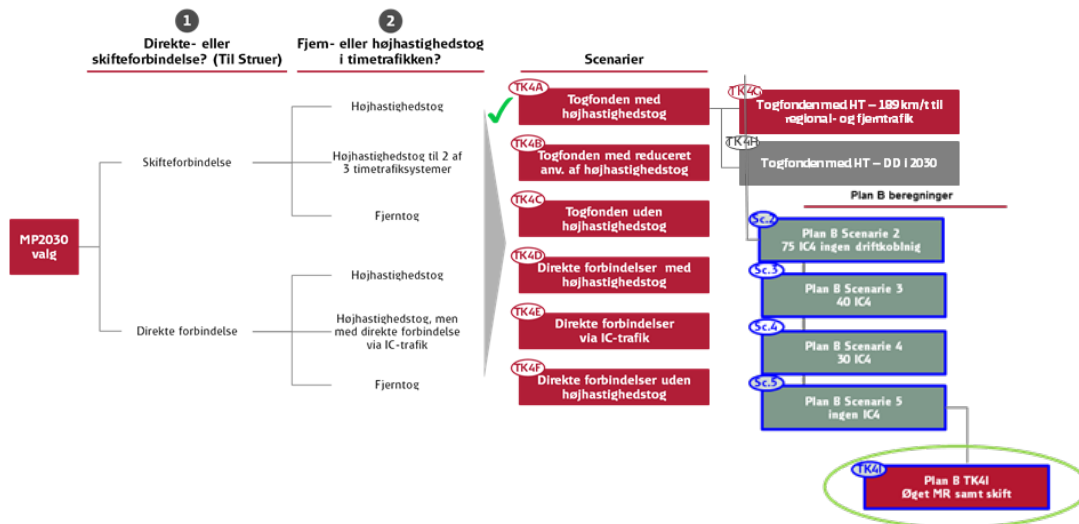 1
2
Direkte- eller
skifteforbindelse? (Til Struer)
Fjern- eller højhastighedstog
i timetrafikken?
Scenarier
MP2030
valg
Skifteforbindelse
Direkte forbindelse
Højhastighedstog
Højhastighedstog til 2 af
3 timetrafiksystemer
Fjerntog
Højhastighedstog
Højhastighedstog, men
med direkte forbindelse
via IC-trafik
Fjerntog
TK4A
Togfonden med
højhastighedstog
TK4B
Togfonden med reduceret
anv. af højhastighedstog
TK4C
Togfonden uden
højhastighedstog
TK4D
Direkte forbindelser med
højhastighedstog
TK4E
Direkte forbindelser
via IC-trafik
TK4F
Direkte forbindelser uden
højhastighedstog
TK4G
Togfonden med HT – 189 km/t til
regional- og fjerntrafik
TK4H
Togfonden med HT – DD i 2030
Plan B beregninger
Sc.2
Plan B Scenarie 2
75 IC4 ingen driftkoblnig
Sc.3
Plan B Scenarie 3
40 IC4
Sc.4
Plan B Scenarie 4
30 IC4
Sc.5
Plan B Scenarie 5
ingen IC4
TK4I
Plan B TK4I
Øget MR samt skift